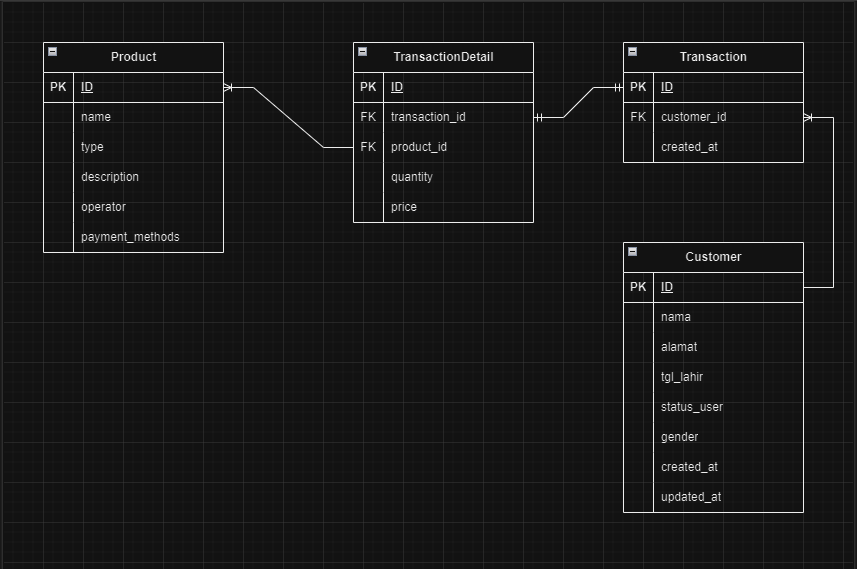 Product
PK ID
name
type
description
operator
payment_methods
TransactionDetail
PK ID
FK transaction_id
FK product_id
quantity
price
Transaction
PK ID
FK customer_id
created_at
Customer
PK ID
nama
alamat
tgl_lahir
status_user
gender
created_at
updated_at